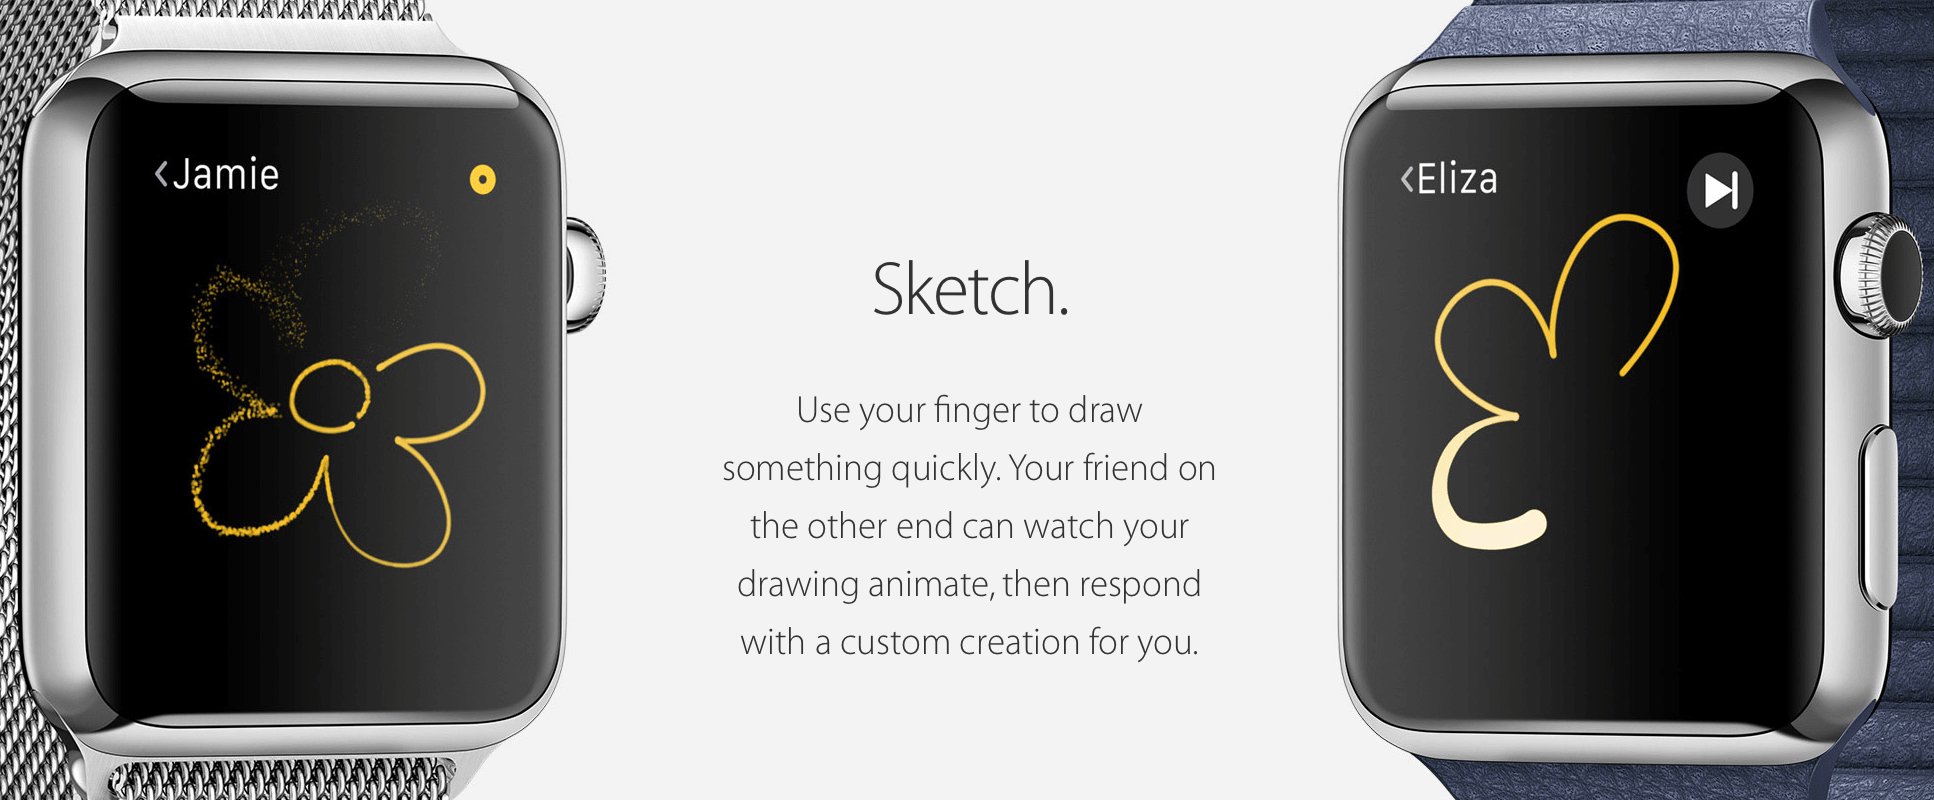 Jamie
Eliza
Sketch.
Use your finger to draw
something quickly. Your friend on
the other end can watch your
drawing animate, then respond
with a custom creation for you.